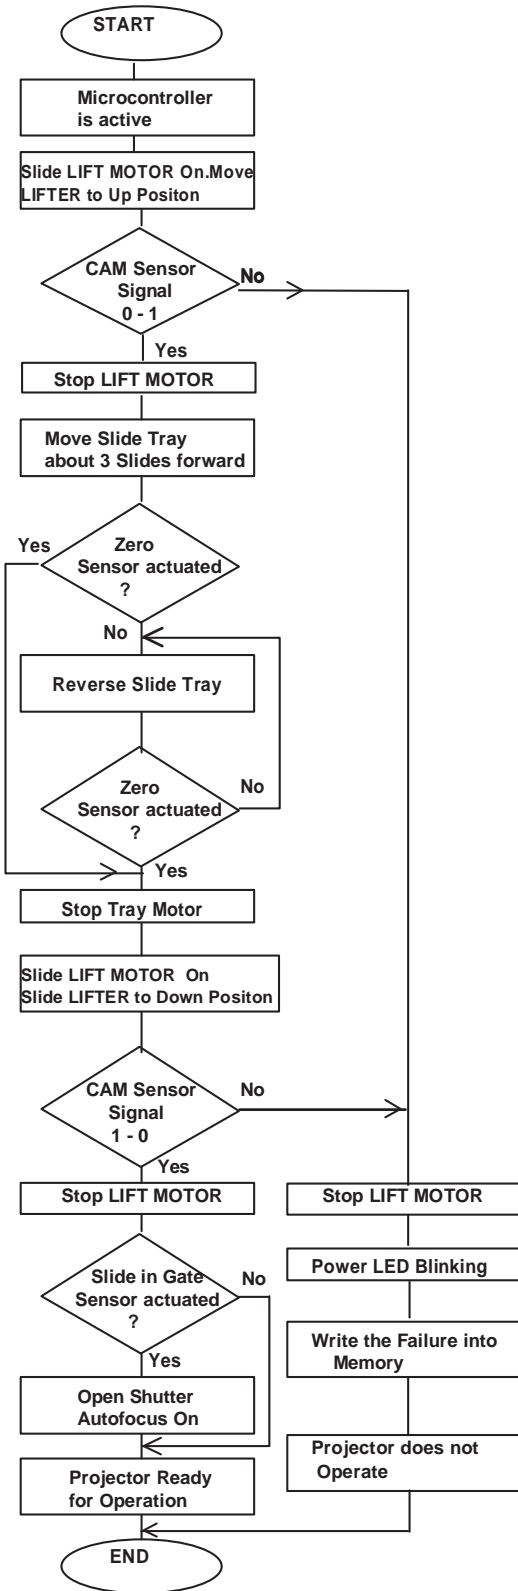 START
Microcontroller
is active
Slide LIFT MOTOR On.Move
LIFTER to Up Positon
CAM Sensor
Signal
0 - 1
No
Yes
Stop LIFT MOTOR
Move Slide Tray
about 3 Slides forward
Yes
Zero
Sensor actuated
?
No
Reverse Slide Tray
Zero
Sensor actuated
?
No
Yes
Stop Tray Motor
Slide LIFT MOTOR On
Slide LIFTER to Down Positon
CAM Sensor
Signal
1 - 0
No
Yes
Stop LIFT MOTOR
Slide in Gate
Sensor actuated
?
No
Yes
Open Shutter
Autofocus On
Projector Ready
for Operation
Stop LIFT MOTOR
Power LED Blinking
Write the Failure into
Memory
Projector does not
Operate
END